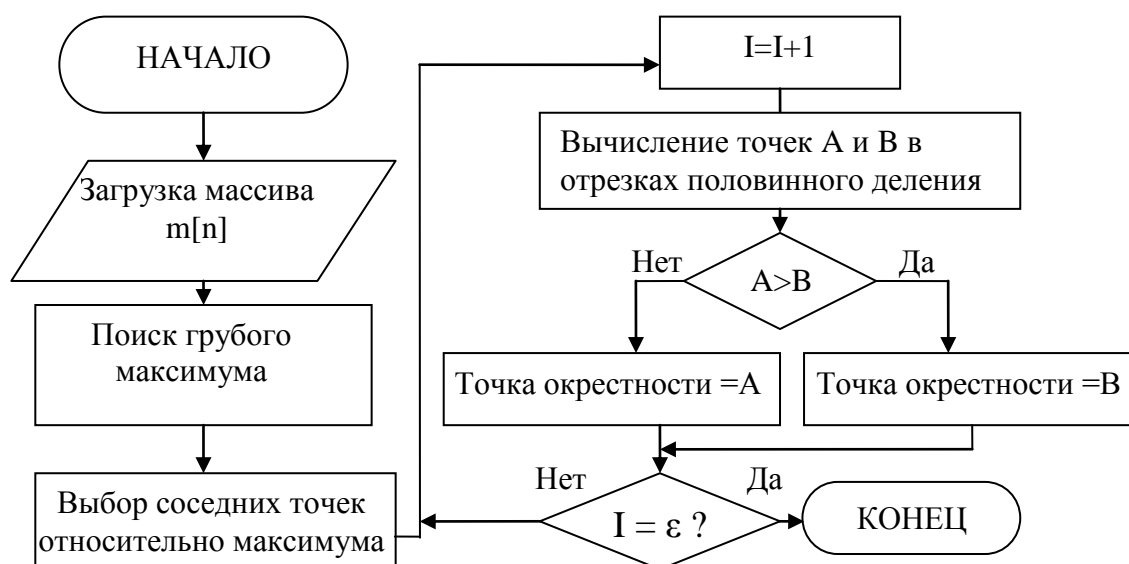 НАЧАЛО
Загрузка массива
m[n]
Поиск грубого
максимума
Выбор соседних точек
относительно максимума
I=I+1
Вычисление точек А и В в
отрезках половинного деления
Нет
A>B
Да
Точка окрестности =А
Точка окрестности =В
Нет
I = ε ?
Да
КОНЕЦ